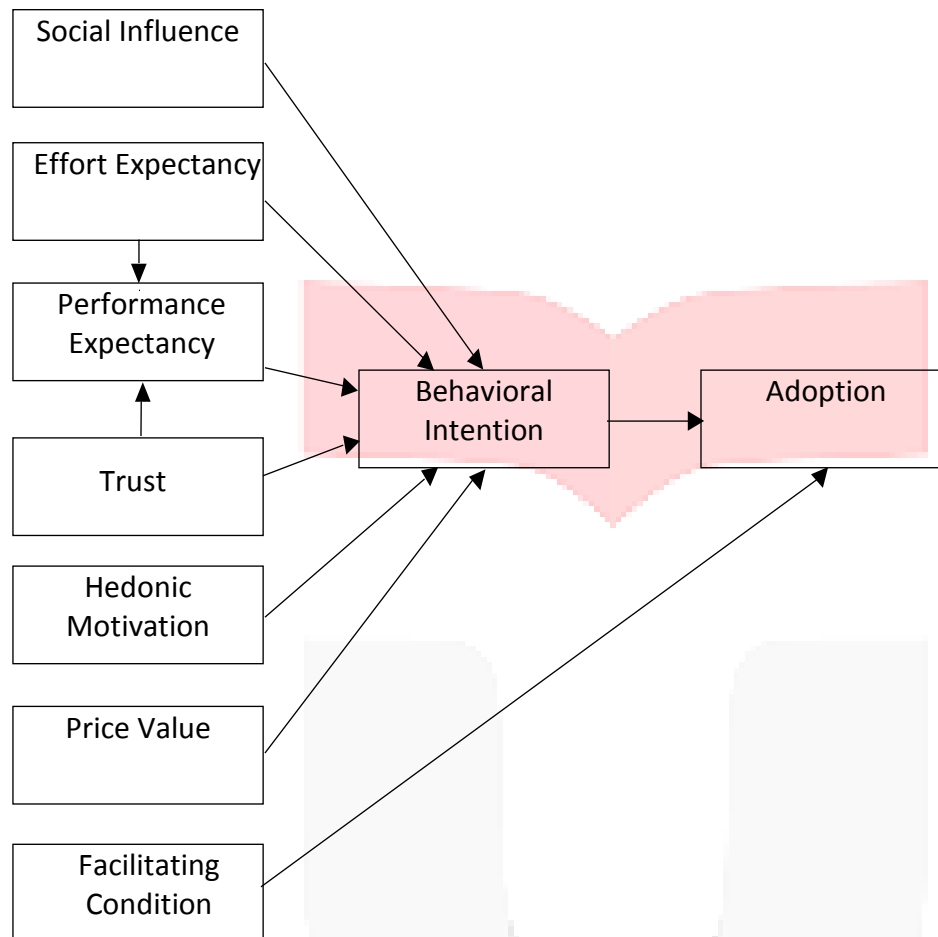 Social Influence
Effort Expectancy
Performance
Expectancy
Trust
Hedonic
Motivation
Price Value
Facilitating
Condition
Behavioral
Intention
Adoption